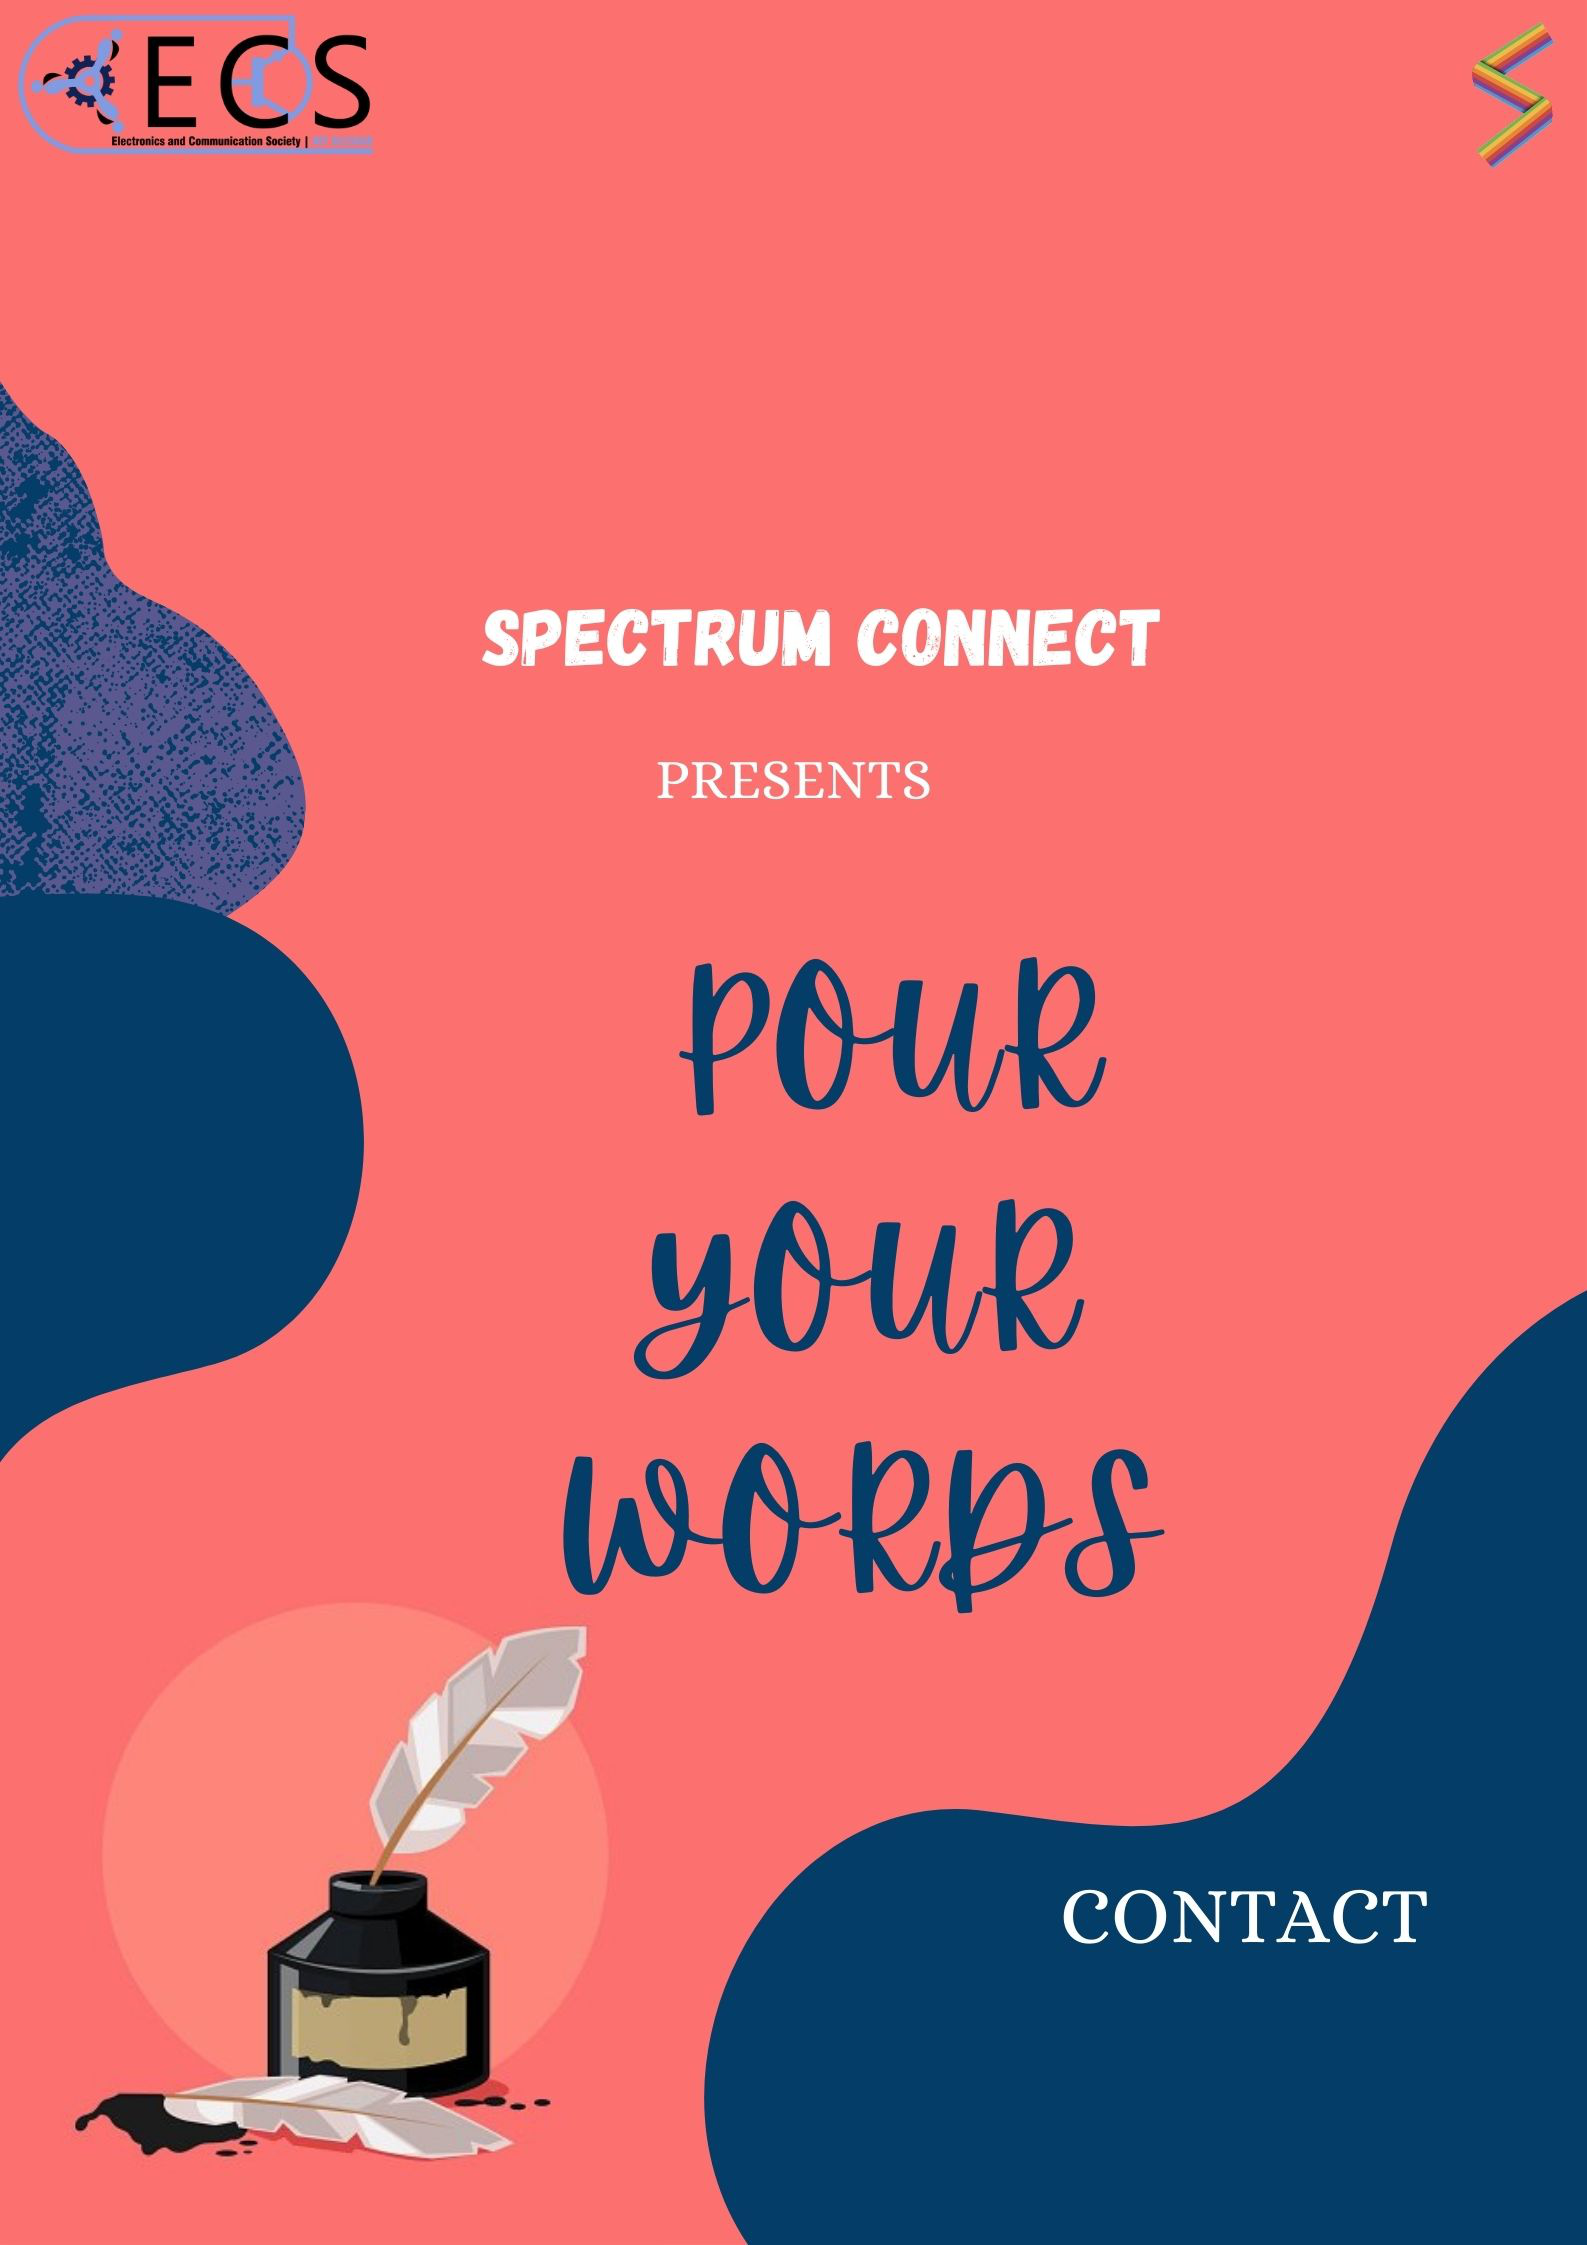 ECS
Electronics and Communication Society |
SPECTRUM CONNECT
PRESENTS
POUR
YOUR
WORDS
CONTACT